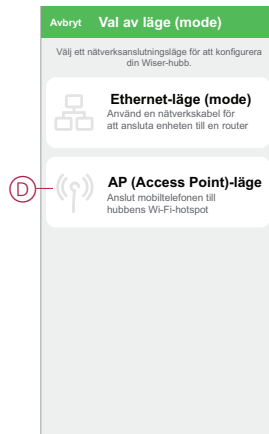 Avbryt Val av läge (mode)
Välj ett nätverksanslutningsläge för att konfigurera
din Wiser-hubb.
Ethernet-läge (mode)
Använd en nätverkskabel för
att ansluta enheten till en router
D
AP (Access Point)-läge
Anslut mobiltelefonen till
hubbens Wi-Fi-hotspot